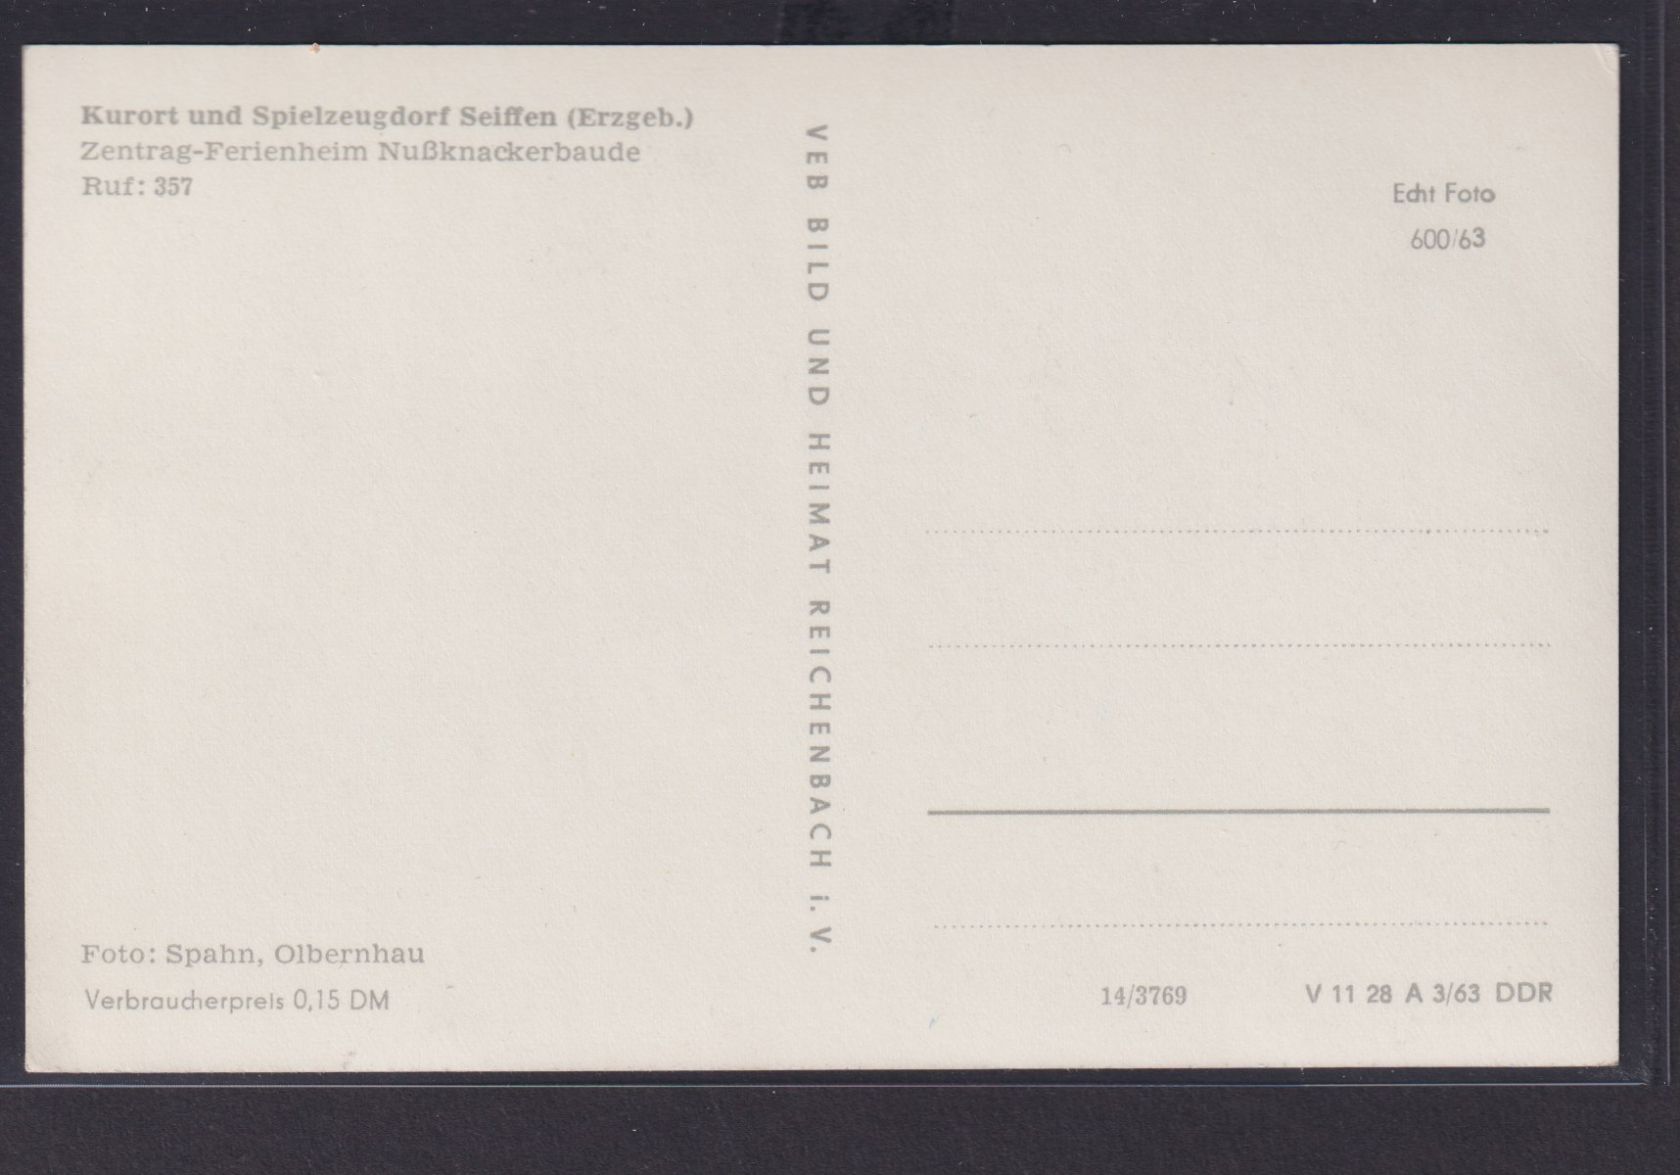 Kurort und Spielzeugdorf Seiffen (Erzgeb.)
Zentrag-Ferienheim Nußknackerbaude
Ruf: 357
Foto: Spahn, Olbernhau
Verbraucherpreis 0,15 DM
VEB BILD UND HEIMAT REICHENBACH i. V.
Echt Foto
600/63
14/3769
V 11 28 A 3/63 DDR